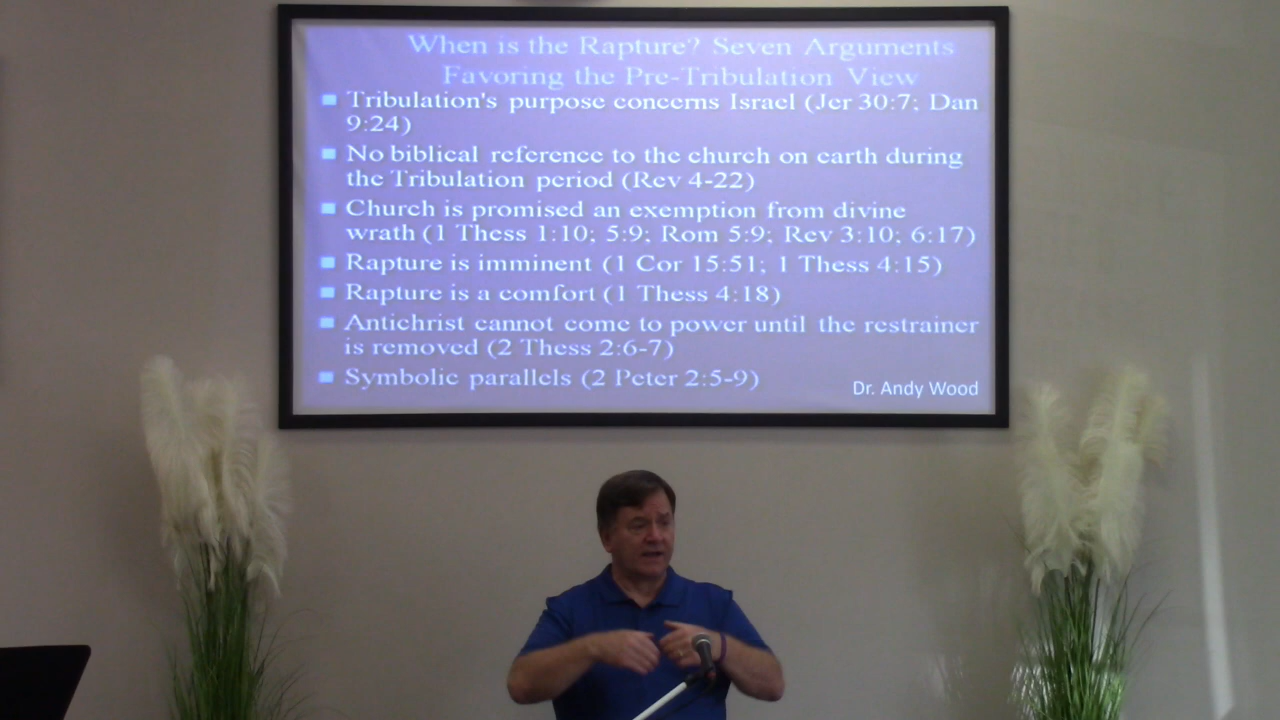 When is the Rapture? Seven Arguments
Favoring the Pre-Tribulation View
Tribulation's purpose concerns Israel (Jer 30:7; Dan
9:24)
No biblical reference to the church on earth during
the Tribulation period (Rev 4-22)
Church is promised an exemption from divine
wrath (1 Thess 1:10; 5:9; Rom 5:9; Rev 3:10; 6:17)
Rapture is imminent (1 Cor 15:51; 1 Thess 4:15)
Rapture is a comfort (1 Thess 4:18)
Antichrist cannot come to power until the restrainer
is removed (2 Thess 2:6-7)
Symbolic parallels (2 Peter 2:5-9)
Dr. Andy Wood